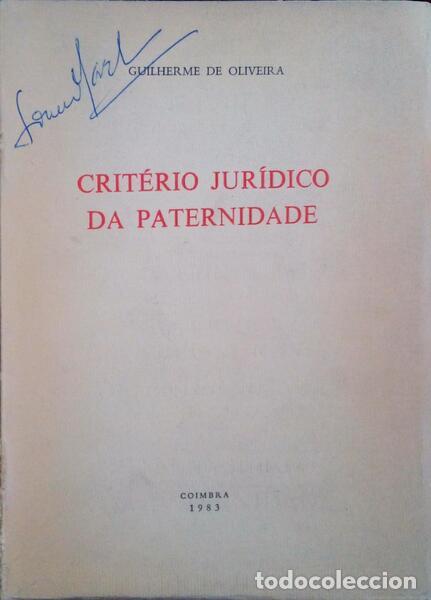 GUILHERME DE OLIVEIRA
CRITÉRIO JURÍDICO
DA PATERNIDADE
COIMBRA
1983
todocoleccion